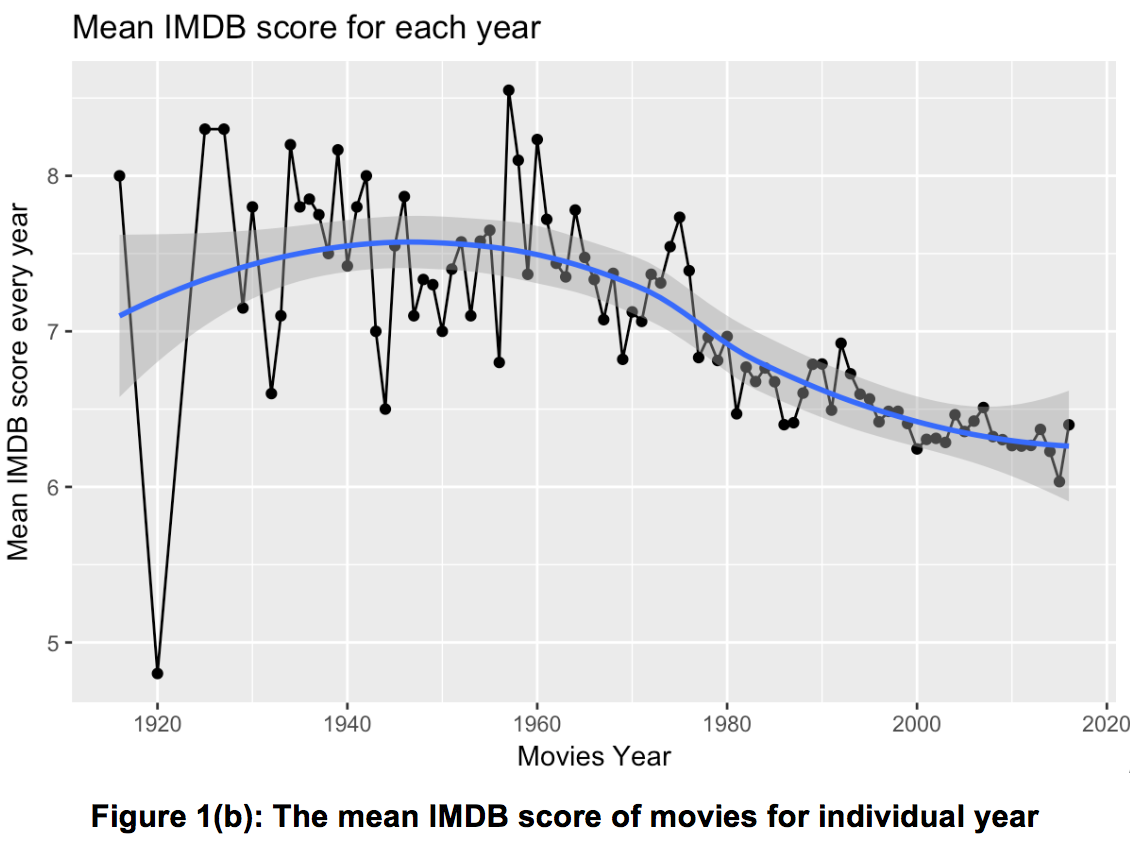 Mean IMDB score for each year
Mean IMDB score every year
8
7
6
5
1920
1940
1960
1980
2000
2020
Movies Year
Figure 1(b): The mean IMDB score of movies for individual year